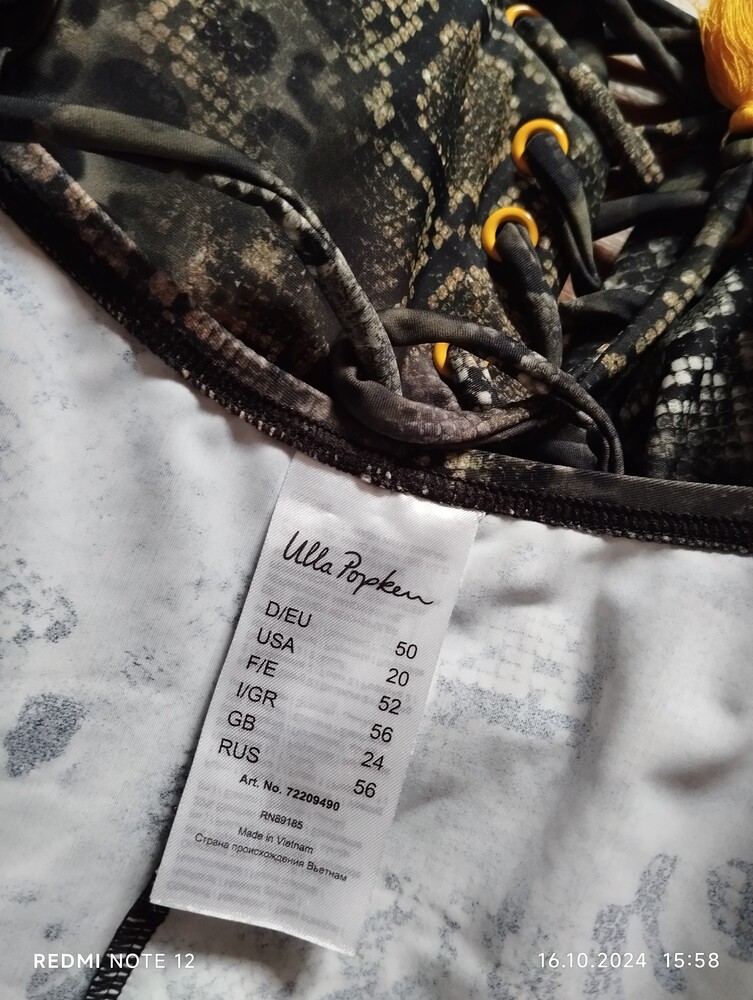 Ulla Popken
D/EU 50
USA 20
F/E 52
I/GR 56
GB 24
RUS 56
Art. No. 72209490
RN89185
Made in Vietnam
Страна происхождения Вьетнам
REDMI NOTE 12
16.10.2024 15:58